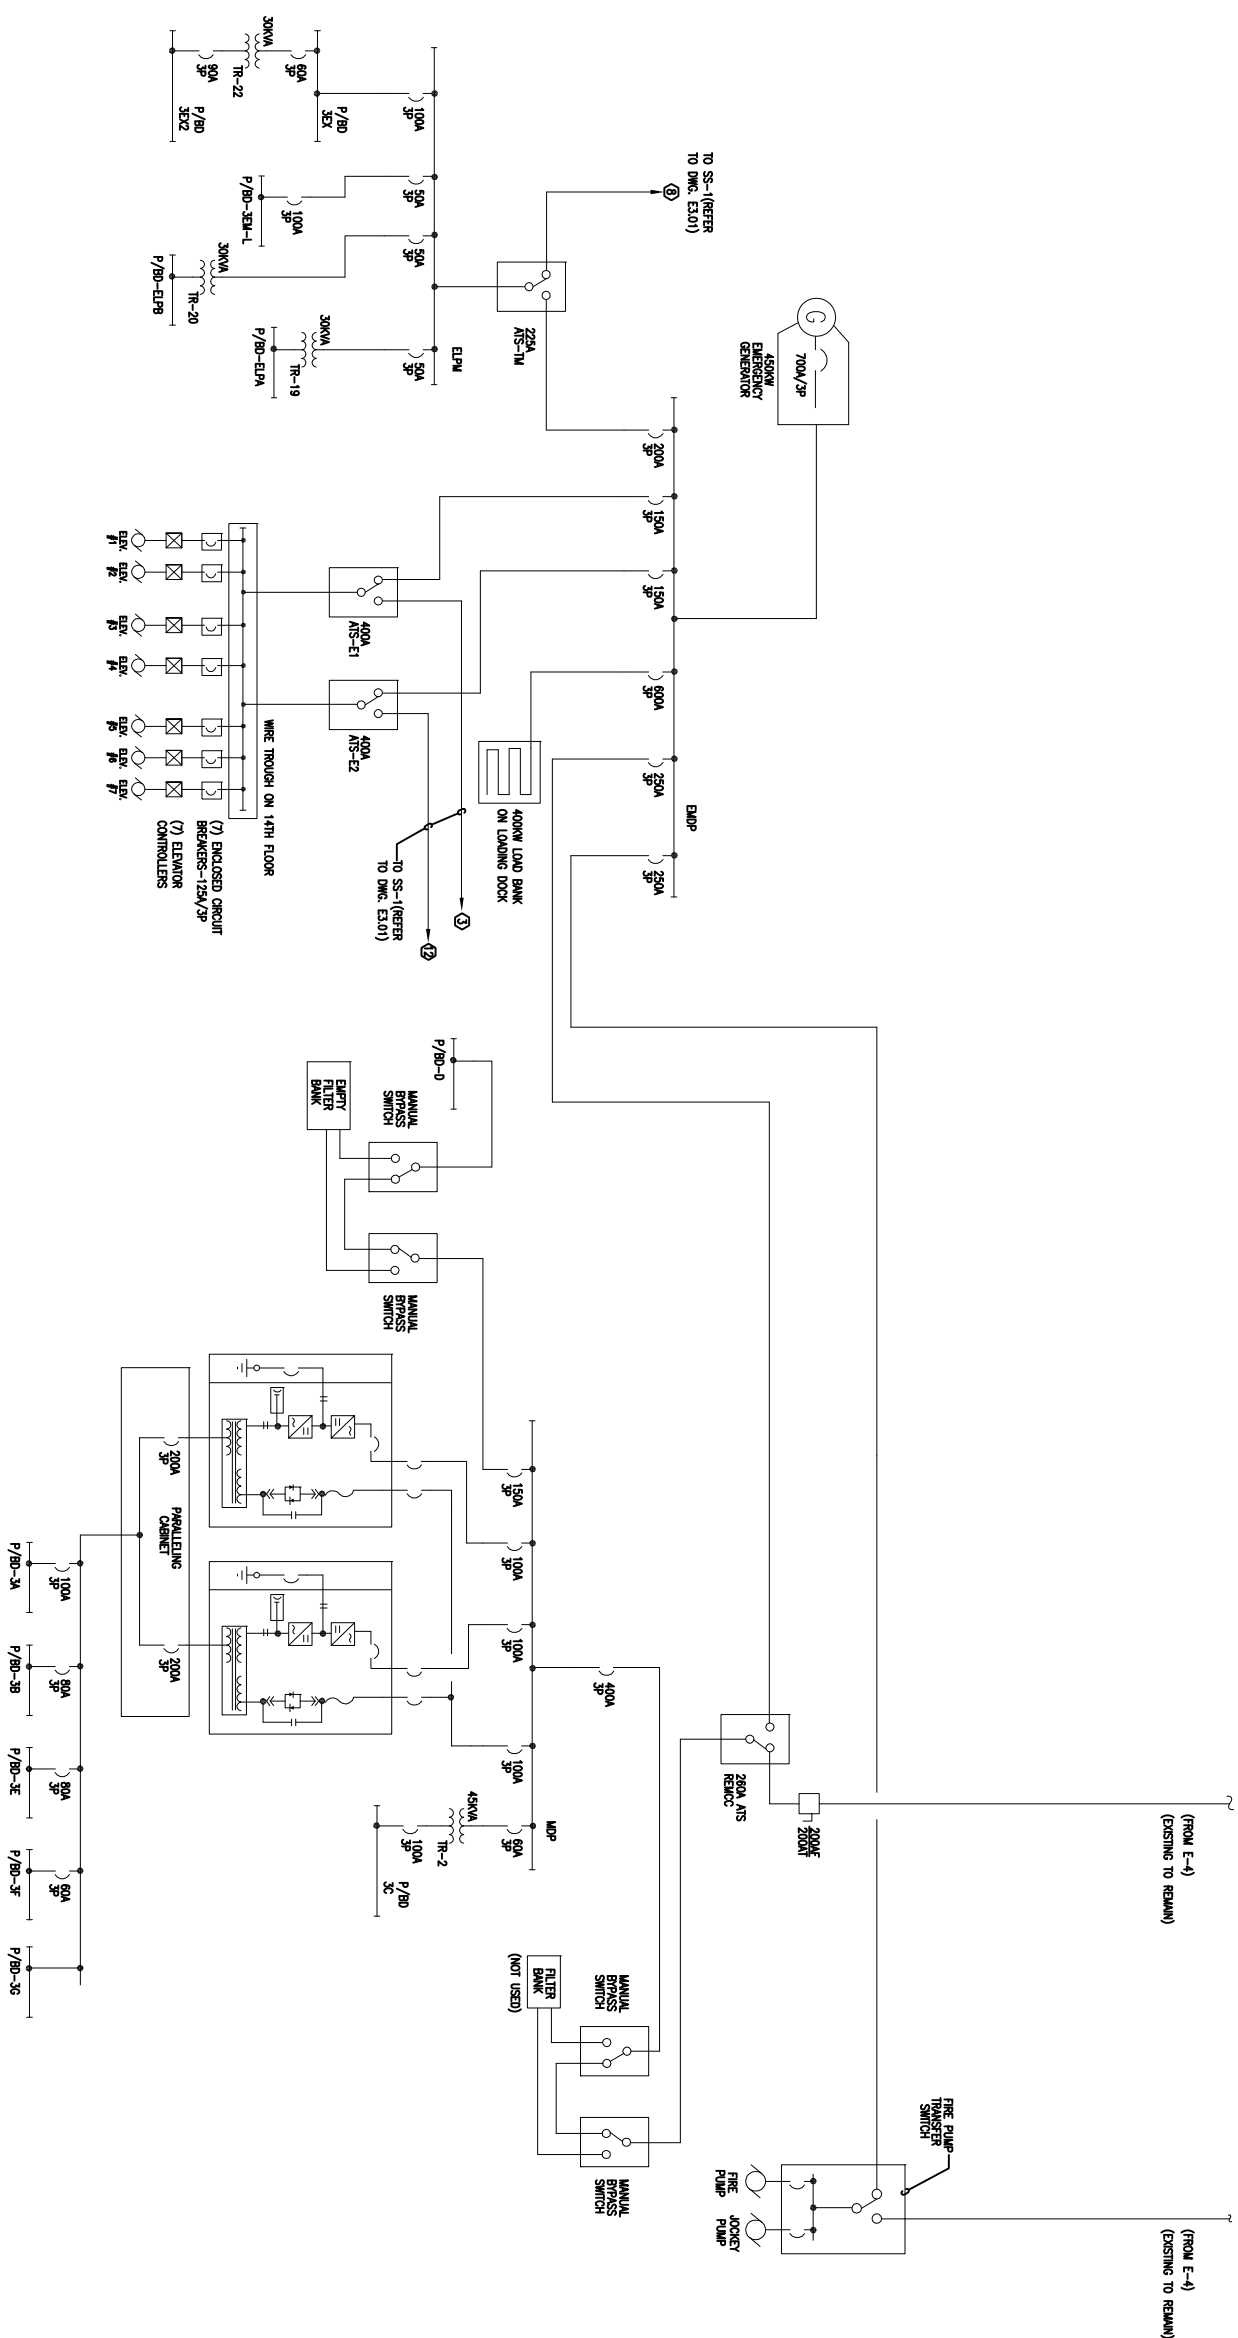 TO SS-1(REFER
TO DWG. E3.01)
8
G
700A/3P
450KW
EMERGENCY
GENERATOR
225A
ATS-TM
ELPM
100A
3P
50A
3P
50A
3P
50A
3P
P/BD
3EX
60A
3P
30KVA
TR-22
90A
3P
P/BD
3EX2
100A
3P
P/BD-3EM-L
30KVA
TR-20
P/BD-ELPB
30KVA
TR-19
P/BD-ELPA
EMDP
200A
3P
150A
3P
150A
3P
600A
3P
250A
3P
250A
3P
400KW LOAD BANK
ON LOADING DOCK
400A
ATS-E1
400A
ATS-E2
3
12
TO SS-1(REFER
TO DWG. E3.01)
WIRE TROUGH ON 14TH FLOOR
(7) ENCLOSED CIRCUIT
BREAKERS-125A/3P
(7) ELEVATOR
CONTROLLERS
ELEV.
#1
ELEV.
#2
ELEV.
#3
ELEV.
#4
ELEV.
#5
ELEV.
#6
ELEV.
#7
(FROM E-4)
(EXISTING TO REMAIN)
200AF
200AT
260A ATS
REMCC
P/BD-D
MANUAL
BYPASS
SWITCH
EMPTY
FILTER
BANK
MANUAL
BYPASS
SWITCH
MDP
400A
3P
150A
3P
100A
3P
100A
3P
100A
3P
60A
3P
45KVA
TR-2
100A
3P
P/BD
3C
200A
3P
PARALLELING
CABINET
200A
3P
100A
3P
P/BD-3A
80A
3P
P/BD-3B
80A
3P
P/BD-3E
60A
3P
P/BD-3F
P/BD-3G
MANUAL
BYPASS
SWITCH
FILTER
BANK
(NOT USED)
MANUAL
BYPASS
SWITCH
(FROM E-4)
(EXISTING TO REMAIN)
FIRE PUMP
TRANSFER
SWITCH
FIRE
PUMP
JOCKEY
PUMP